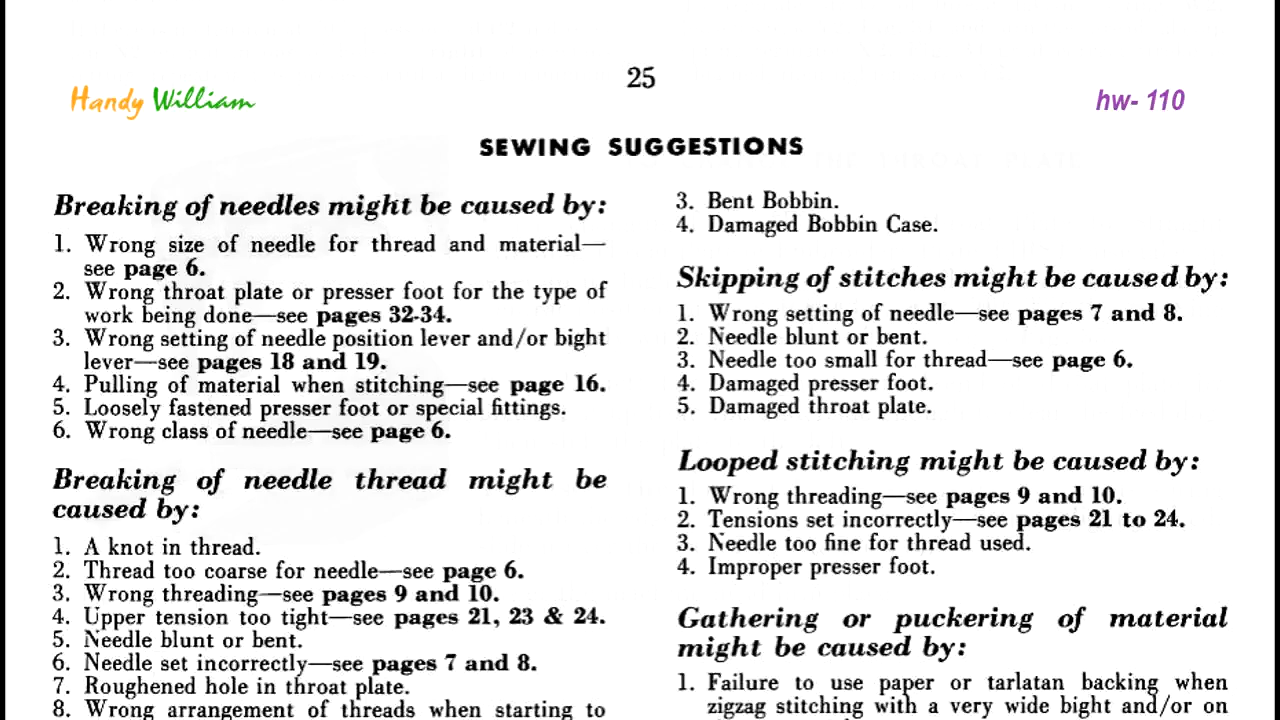 25
Handy William
hw- 110
SEWING SUGGESTIONS
Breaking of needles might be caused by:
1. Wrong size of needle for thread and material—
see page 6.
2. Wrong throat plate or presser foot for the type of
work being done—see pages 32-34.
3. Wrong setting of needle position lever and/or bight
lever—see pages 18 and 19.
4. Pulling of material when stitching—see page 16.
5. Loosely fastened presser foot or special fittings.
6. Wrong class of needle—see page 6.
Breaking of needle thread might be
caused by:
1. A knot in thread.
2. Thread too coarse for needle—see page 6.
3. Wrong threading—see pages 9 and 10.
4. Upper tension too tight—see pages 21, 23 & 24.
5. Needle blunt or bent.
6. Needle set incorrectly—see pages 7 and 8.
7. Roughened hole in throat plate.
8. Wrong arrangement of threads when starting to
3. Bent Bobbin.
4. Damaged Bobbin Case.
Skipping of stitches might be caused by:
1. Wrong setting of needle—see pages 7 and 8.
2. Needle blunt or bent.
3. Needle too small for thread—see page 6.
4. Damaged presser foot.
5. Damaged throat plate.
Looped stitching might be caused by:
1. Wrong threading—see pages 9 and 10.
2. Tensions set incorrectly—see pages 21 to 24.
3. Needle too fine for thread used.
4. Improper presser foot.
Gathering or puckering of material
might be caused by:
1. Failure to use paper or tarlatan backing when
zigzag stitching with a very wide bight and/or on